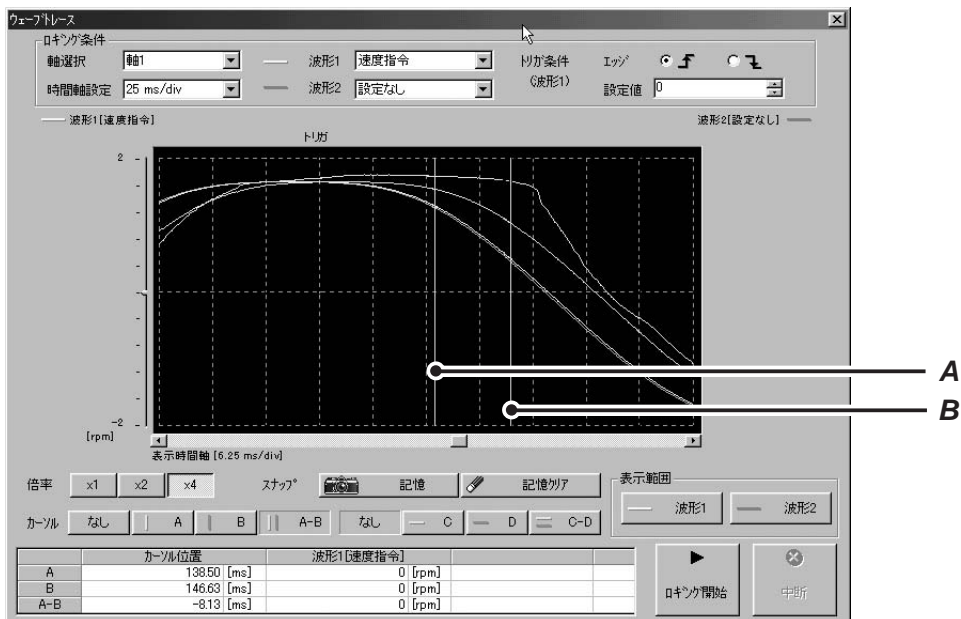 ウェーブトレース
ロギング条件
軸選択 軸1 波形1 速度指令 トリガ条件 エッジ
(波形1)
時間軸設定 25 ms/div 波形2 設定なし 設定値 0
波形1[速度指令] 波形2[設定なし]
トリガ
2
A
B
-2
[rpm]
表示時間軸 [6.25 ms/div]
倍率 x1 x2 x4 スナップ 記憶 記憶クリア 表示範囲
波形1 波形2
カーソル なし A B A-B なし C D C-D
カーソル位置 波形1[速度指令]
A 138.50 [ms] 0 [rpm]
B 146.63 [ms] 0 [rpm]
A-B -8.13 [ms] 0 [rpm]
ロギング開始 中断